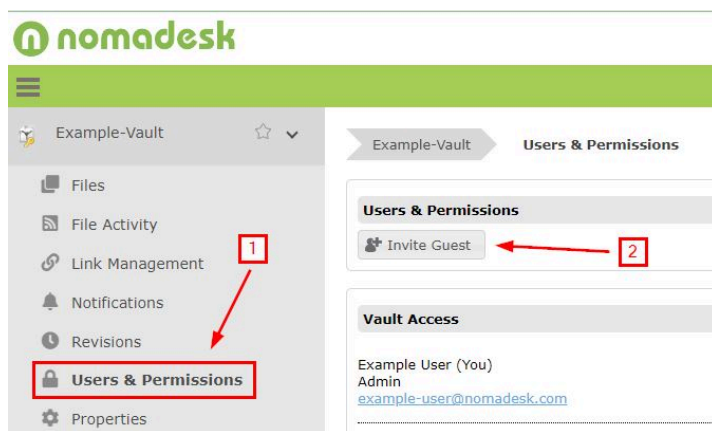 nomadesk
Example-Vault
Files
File Activity
1
Link Management
Notifications
Revisions
Users & Permissions
Properties
Example-Vault
Users & Permissions
Users & Permissions
Invite Guest
2
Vault Access
Example User (You)
Admin
example-user@nomadesk.com